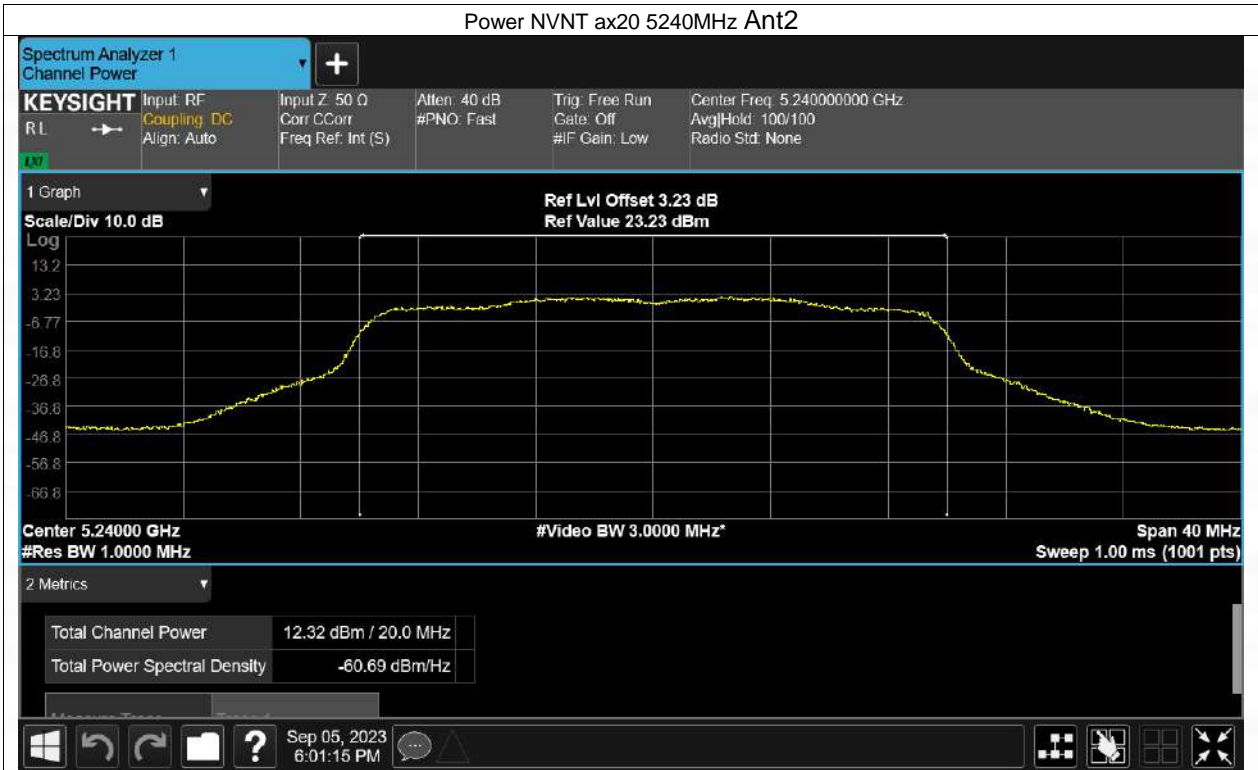 Power NVNT ax20 5240MHz Ant2
Spectrum Analyzer 1
Channel Power
KEYSIGHT
RL
LXI
Input: RF
Coupling: DC
Align: Auto
Input Z: 50 Ω
Corr CCorr
Freq Ref: Int (S)
Atten: 40 dB
#PNO: Fast
Trig: Free Run
Gate: Off
#IF Gain: Low
Center Freq: 5.240000000 GHz
Avg|Hold: 100/100
Radio Std: None
1 Graph
Scale/Div 10.0 dB
Ref Lvl Offset 3.23 dB
Ref Value 23.23 dBm
Log
13.2
3.23
-6.77
-16.8
-26.8
-36.8
-46.8
-56.8
-66.8
Center 5.24000 GHz
#Res BW 1.0000 MHz
#Video BW 3.0000 MHz*
Span 40 MHz
Sweep 1.00 ms (1001 pts)
2 Metrics
Total Channel Power 12.32 dBm / 20.0 MHz
Total Power Spectral Density -60.69 dBm/Hz
?
Sep 05, 2023
6:01:15 PM